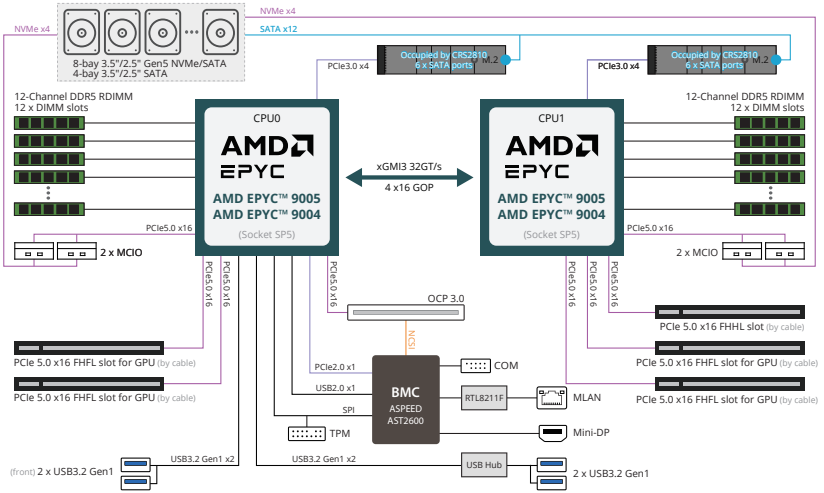 NVMe x4
NVMe x4
SATA x12
8-bay 3.5"/2.5" Gen5 NVMe/SATA
4-bay 3.5"/2.5" SATA
PCIe3.0 x4
Occupied by CRS2810
6 x SATA ports
M.2
PCIe3.0 x4
Occupied by CRS2810
6 x SATA ports
M.2
12-Channel DDR5 RDIMM
12 x DIMM slots
12-Channel DDR5 RDIMM
12 x DIMM slots
CPU0
AMD
EPYC
AMD EPYC™ 9005
AMD EPYC™ 9004
(Socket SP5)
xGMI3 32GT/s
4 x16 GOP
CPU1
AMD
EPYC
AMD EPYC™ 9005
AMD EPYC™ 9004
(Socket SP5)
PCIe5.0 x16
2 x MCIO
PCIe5.0 x16
2 x MCIO
PCIe5.0 x16
PCIe5.0 x16
PCIe5.0 x16
PCIe5.0 x16
PCIe5.0 x16
PCIe5.0 x16
OCP 3.0
NCSI
PCIe 5.0 x16 FHHL slot (by cable)
PCIe 5.0 x16 FHFL slot for GPU (by cable)
PCIe 5.0 x16 FHFL slot for GPU (by cable)
PCIe 5.0 x16 FHFL slot for GPU (by cable)
PCIe 5.0 x16 FHFL slot for GPU (by cable)
PCIe2.0 x1
USB2.0 x1
SPI
TPM
BMC
ASPEED
AST2600
COM
RTL8211F
MLAN
Mini-DP
USB3.2 Gen1 x2
(front) 2 x USB3.2 Gen1
USB3.2 Gen1 x2
USB Hub
2 x USB3.2 Gen1